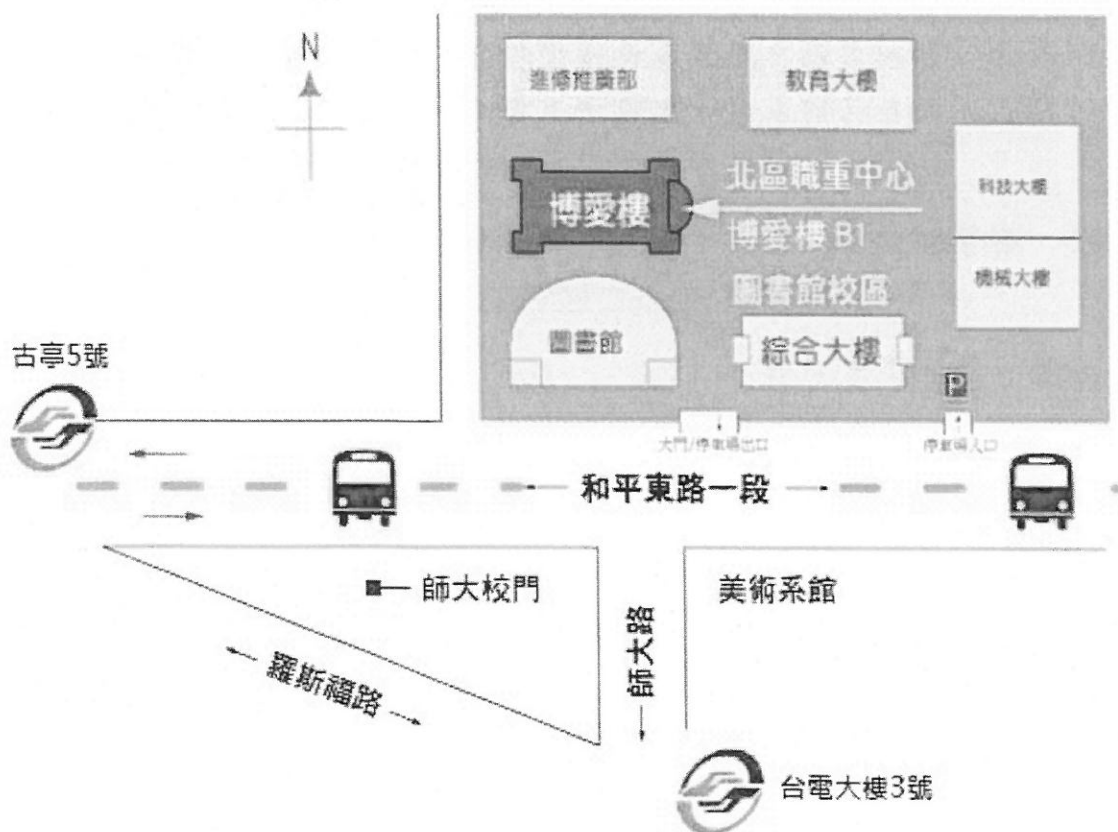 N
進修推廣部
教育大樓
北區職重中心
科技大樓
博愛樓
博愛樓 B1
圖書館校區
機械大樓
圖書館
綜合大樓
古亭5號
P
大門/停車場出口
停車場入口
和平東路一段
師大校門
美術系館
師大路
羅斯福路
台電大樓3號